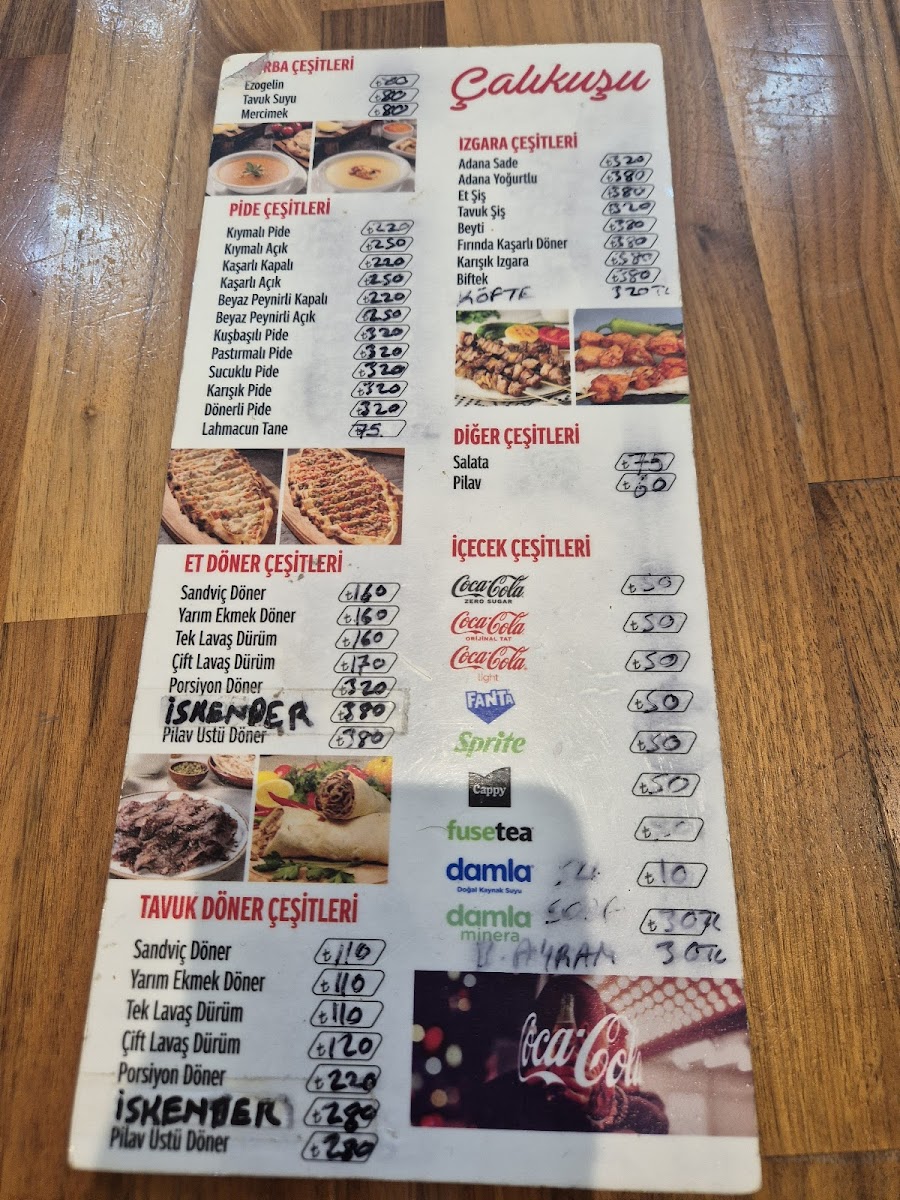 RBA ÇEŞİTLERİ
Ezogelin ₺80
Tavuk Suyu ₺80
Mercimek ₺80
PİDE ÇEŞİTLERİ
Kıymalı Pide ₺220
Kıymalı Açık ₺250
Kaşarlı Kapalı ₺220
Kaşarlı Açık ₺250
Beyaz Peynirli Kapalı ₺220
Beyaz Peynirli Açık ₺250
Kuşbaşılı Pide ₺320
Pastırmalı Pide ₺320
Sucuklu Pide ₺320
Karışık Pide ₺320
Dönerli Pide ₺320
Lahmacun Tane ₺75
ET DÖNER ÇEŞİTLERİ
Sandviç Döner ₺160
Yarım Ekmek Döner ₺160
Tek Lavaş Dürüm ₺160
Çift Lavaş Dürüm ₺170
Porsiyon Döner ₺320
İSKENDER ₺380
Pilav Üstü Döner ₺380
TAVUK DÖNER ÇEŞİTLERİ
Sandviç Döner ₺110
Yarım Ekmek Döner ₺110
Tek Lavaş Dürüm ₺110
Çift Lavaş Dürüm ₺120
Porsiyon Döner ₺220
İSKENDER ₺280
Pilav Üstü Döner ₺280
Çalıkuşu
IZGARA ÇEŞİTLERİ
Adana Sade ₺320
Adana Yoğurtlu ₺380
Et Şiş ₺380
Tavuk Şiş ₺320
Beyti ₺380
Fırında Kaşarlı Döner ₺380
Karışık Izgara ₺580
Biftek ₺380
KÖFTE 320TL
DİĞER ÇEŞİTLERİ
Salata ₺75
Pilav ₺60
İÇECEK ÇEŞİTLERİ
Coca-Cola ₺50
ZERO SUGAR
Coca-Cola ₺50
ORİJİNAL TAT
Coca-Cola ₺50
light
FANTA ₺50
Sprite ₺50
Cappy ₺50
fusetea ₺
damla SU ₺10
Doğal Kaynak Suyu
damla SODA ₺30TL
minera
B. AYRAM 30TL
Coca-Cola